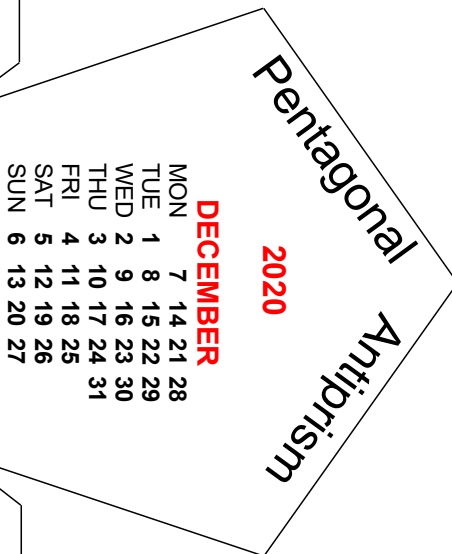 Pentagonal
Antiprism
2020
DECEMBER
MON 7 14 21 28
TUE 1 8 15 22 29
WED 2 9 16 23 30
THU 3 10 17 24 31
FRI 4 11 18 25
SAT 5 12 19 26
SUN 6 13 20 27